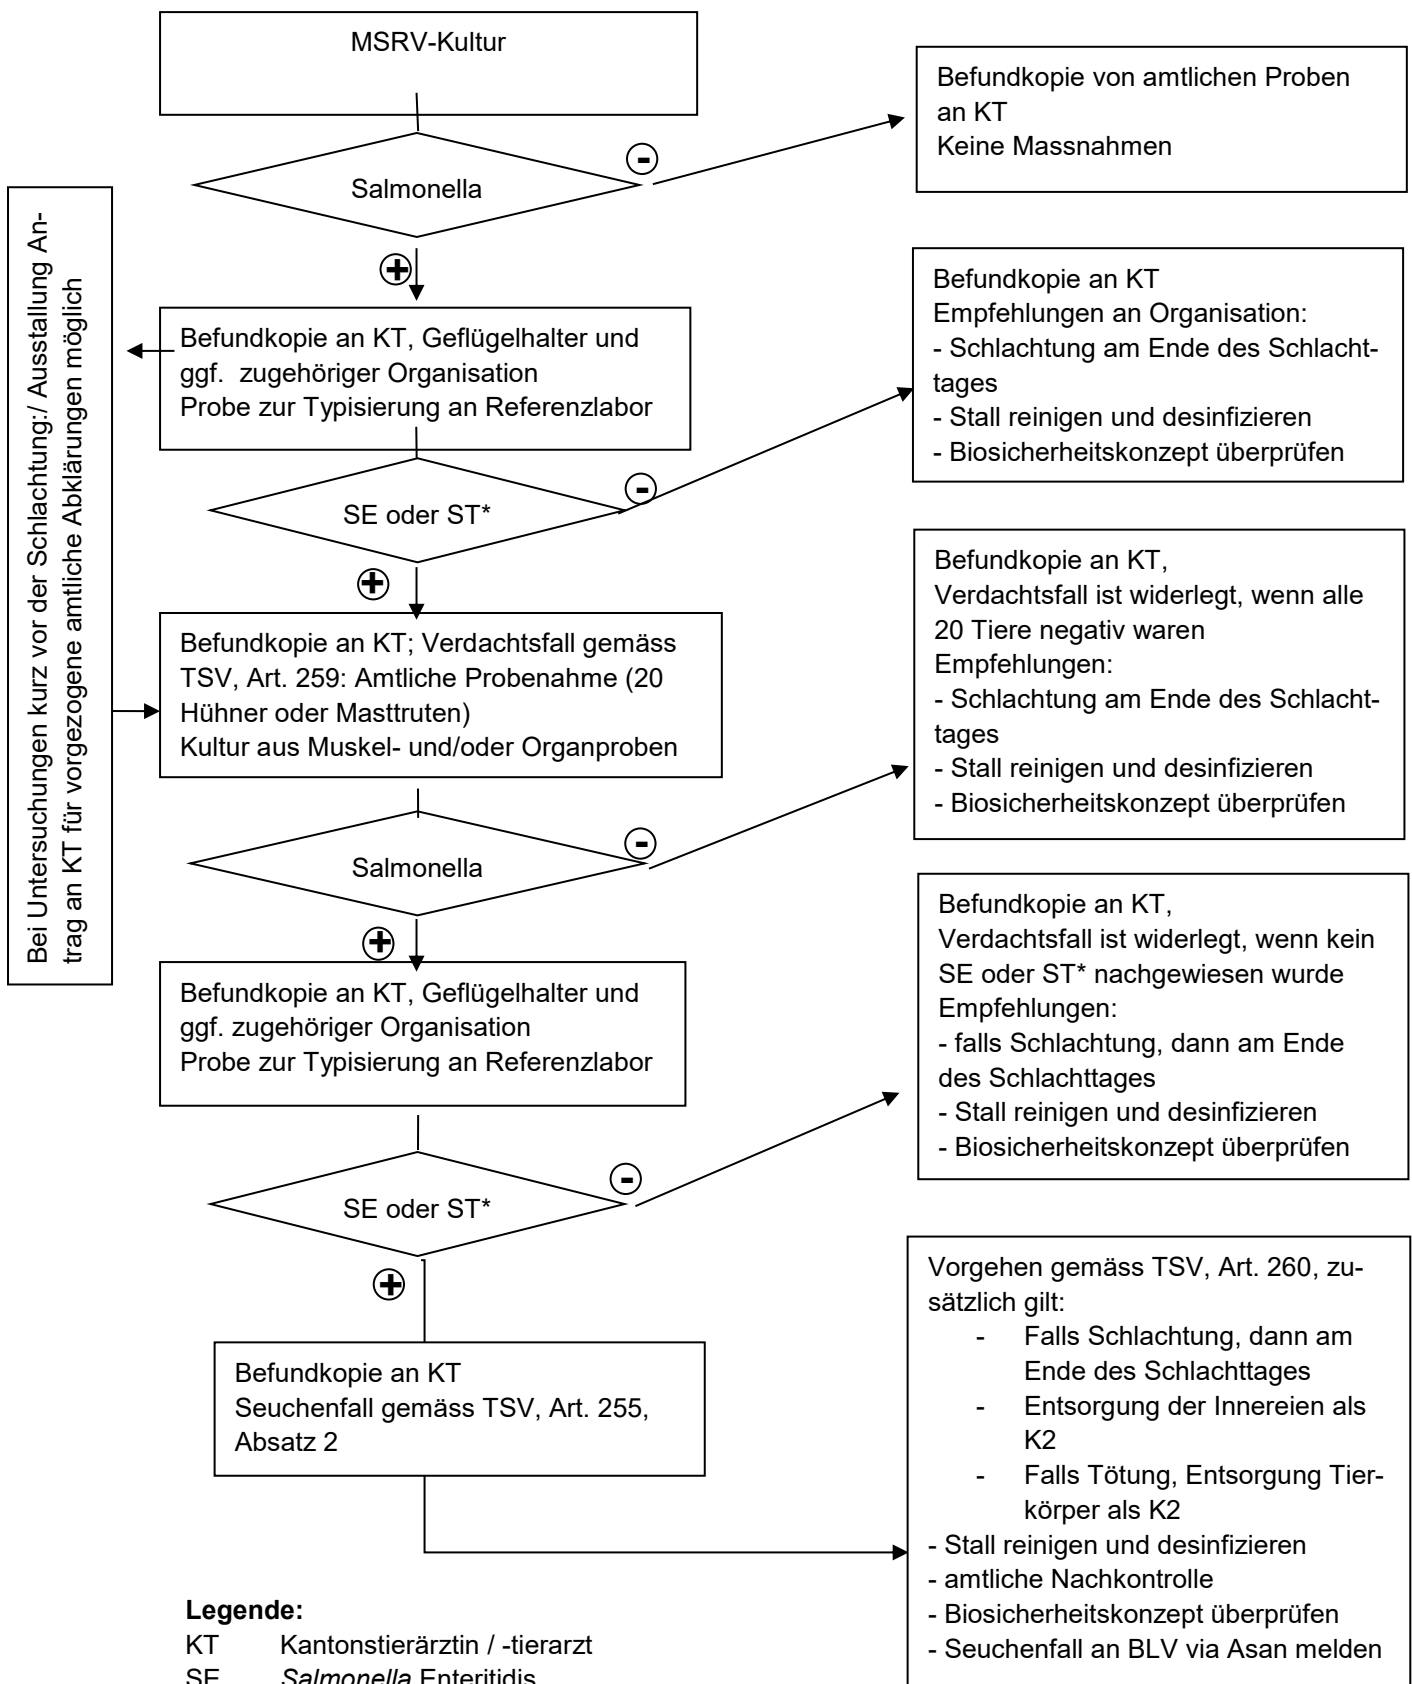 MSRV-Kultur
Befundkopie von amtlichen Proben
an KT
Keine Massnahmen
-
Salmonella
+
Bei Untersuchungen kurz vor der Schlachtung:/ Ausstallung An-
trag an KT für vorgezogene amtliche Abklärungen möglich
Befundkopie an KT, Geflügelhalter und
ggf. zugehöriger Organisation
Probe zur Typisierung an Referenzlabor
Befundkopie an KT
Empfehlungen an Organisation:
- Schlachtung am Ende des Schlacht-
tages
- Stall reinigen und desinfizieren
- Biosicherheitskonzept überprüfen
-
SE oder ST*
+
Befundkopie an KT; Verdachtsfall gemäss
TSV, Art. 259: Amtliche Probenahme (20
Hühner oder Masttruten)
Kultur aus Muskel- und/oder Organproben
Befundkopie an KT,
Verdachtsfall ist widerlegt, wenn alle
20 Tiere negativ waren
Empfehlungen:
- Schlachtung am Ende des Schlacht-
tages
- Stall reinigen und desinfizieren
- Biosicherheitskonzept überprüfen
-
Salmonella
+
Befundkopie an KT, Geflügelhalter und
ggf. zugehöriger Organisation
Probe zur Typisierung an Referenzlabor
Befundkopie an KT,
Verdachtsfall ist widerlegt, wenn kein
SE oder ST* nachgewiesen wurde
Empfehlungen:
- falls Schlachtung, dann am Ende
des Schlachttages
- Stall reinigen und desinfizieren
- Biosicherheitskonzept überprüfen
-
SE oder ST*
+
Befundkopie an KT
Seuchenfall gemäss TSV, Art. 255,
Absatz 2
Vorgehen gemäss TSV, Art. 260, zu-
sätzlich gilt:
- Falls Schlachtung, dann am
Ende des Schlachttages
- Entsorgung der Innereien als
K2
- Falls Tötung, Entsorgung Tier-
körper als K2
- Stall reinigen und desinfizieren
- amtliche Nachkontrolle
- Biosicherheitskonzept überprüfen
- Seuchenfall an BLV via Asan melden
Legende:
KT Kantonstierärztin / -tierarzt
SE Salmonella Enteritidis